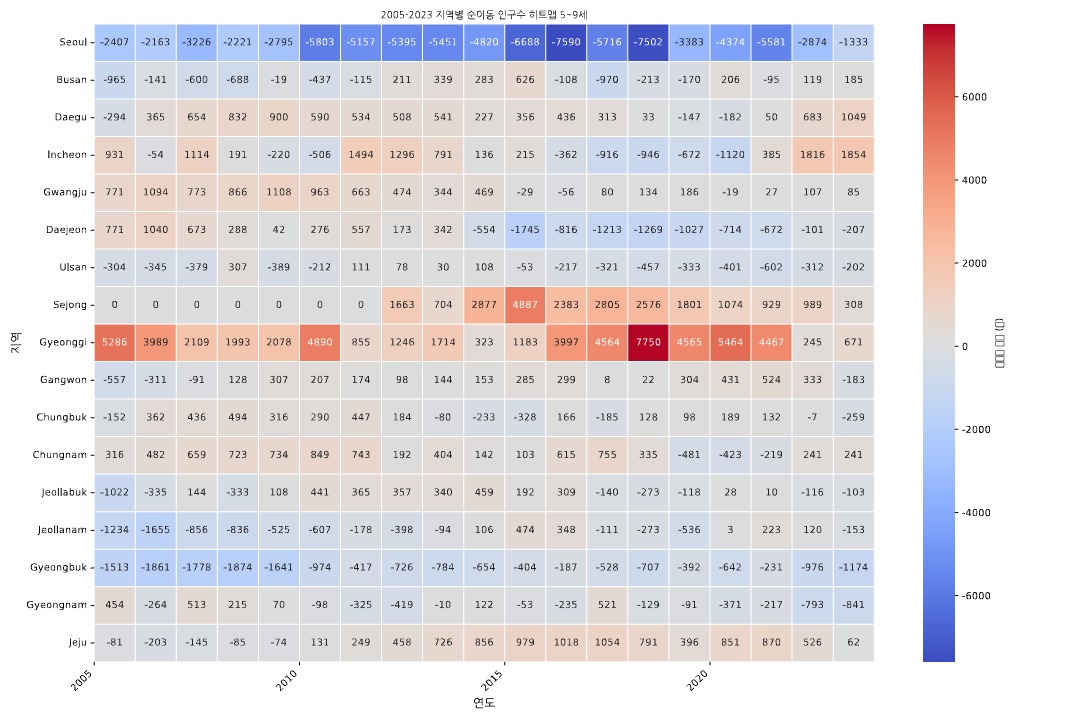 2005-2023 지역별 순이동 인구수 히트맵 5~9세
Seoul -2407 -2163 -3226 -2221 -2795 -5803 -5157 -5395 -5451 -4820 -6688 -7590 -5716 -7502 -3383 -4374 -5581 -2874 -1333
Busan -965 -141 -600 -688 -19 -437 -115 211 339 283 626 -108 -970 -213 -170 206 -95 119 185
Daegu -294 365 654 832 900 590 534 508 541 227 356 436 313 33 -147 -182 50 683 1049
Incheon 931 -54 1114 191 -220 -506 1494 1296 791 136 215 -362 -916 -946 -672 -1120 385 1816 1854
Gwangju 771 1094 773 866 1108 963 663 474 344 469 -29 -56 80 134 186 -19 27 107 85
Daejeon 771 1040 673 288 42 276 557 173 342 -554 -1745 -816 -1213 -1269 -1027 -714 -672 -101 -207
Ulsan -304 -345 -379 307 -389 -212 111 78 30 108 -53 -217 -321 -457 -333 -401 -602 -312 -202
Sejong 0 0 0 0 0 0 0 1663 704 2877 4887 2383 2805 2576 1801 1074 929 989 308
Gyeonggi 5286 3989 2109 1993 2078 4890 855 1246 1714 323 1183 3997 4564 7750 4565 5464 4467 245 671
Gangwon -557 -311 -91 128 307 207 174 98 144 153 285 299 8 22 304 431 524 333 -183
Chungbuk -152 362 436 494 316 290 447 184 -80 -233 -328 166 -185 128 98 189 132 -7 -259
Chungnam 316 482 659 723 734 849 743 192 404 142 103 615 755 335 -481 -423 -219 241 241
Jeollabuk -1022 -335 144 -333 108 441 365 357 340 459 192 309 -140 -273 -118 28 10 -116 -103
Jeollanam -1234 -1655 -856 -836 -525 -607 -178 -398 -94 106 474 348 -111 -273 -536 3 223 120 -153
Gyeongbuk -1513 -1861 -1778 -1874 -1641 -974 -417 -726 -784 -654 -404 -187 -528 -707 -392 -642 -231 -976 -1174
Gyeongnam 454 -264 513 215 70 -98 -325 -419 -10 122 -53 -235 521 -129 -91 -371 -217 -793 -841
Jeju -81 -203 -145 -85 -74 131 249 458 726 856 979 1018 1054 791 396 851 870 526 62
지역
2005 2010 2015 2020
연도
6000
4000
2000
0
-2000
-4000
-6000